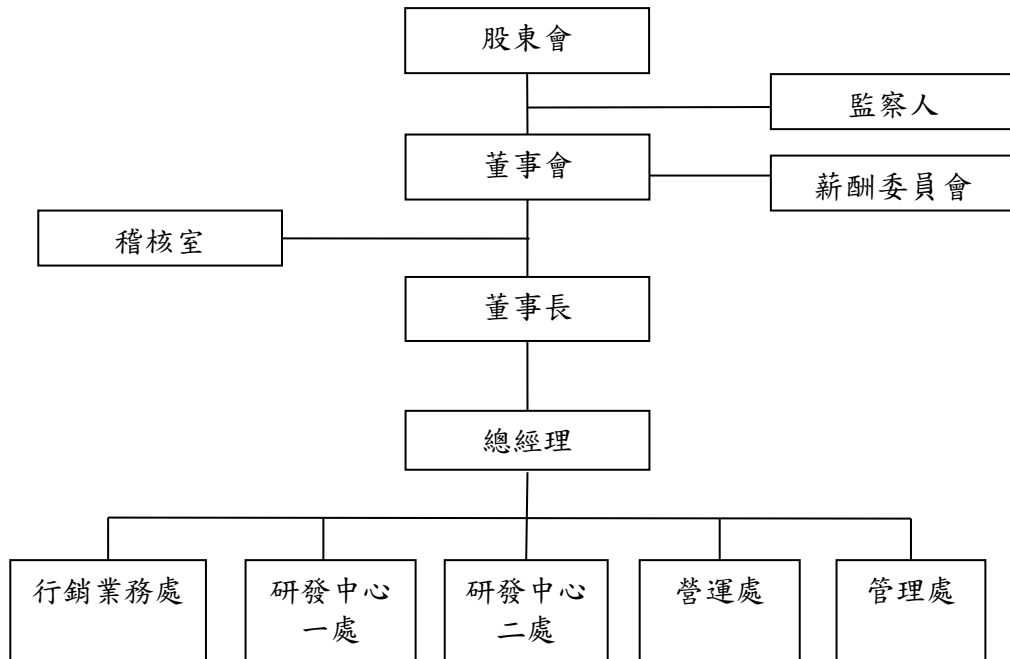 股東會
監察人
董事會
薪酬委員會
稽核室
董事長
總經理
行銷業務處
研發中心
一處
研發中心
二處
營運處
管理處